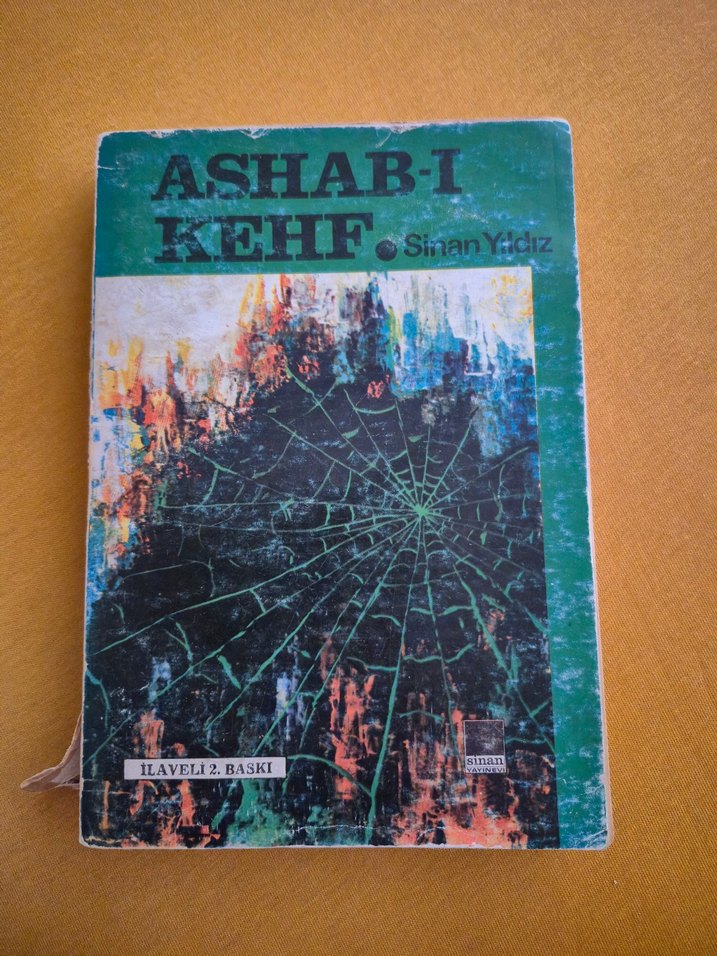 ASHAB-I
KEHF. Sinan Yıldız
İLAVELİ 2. BASKI
sinan
YAYINEVİ